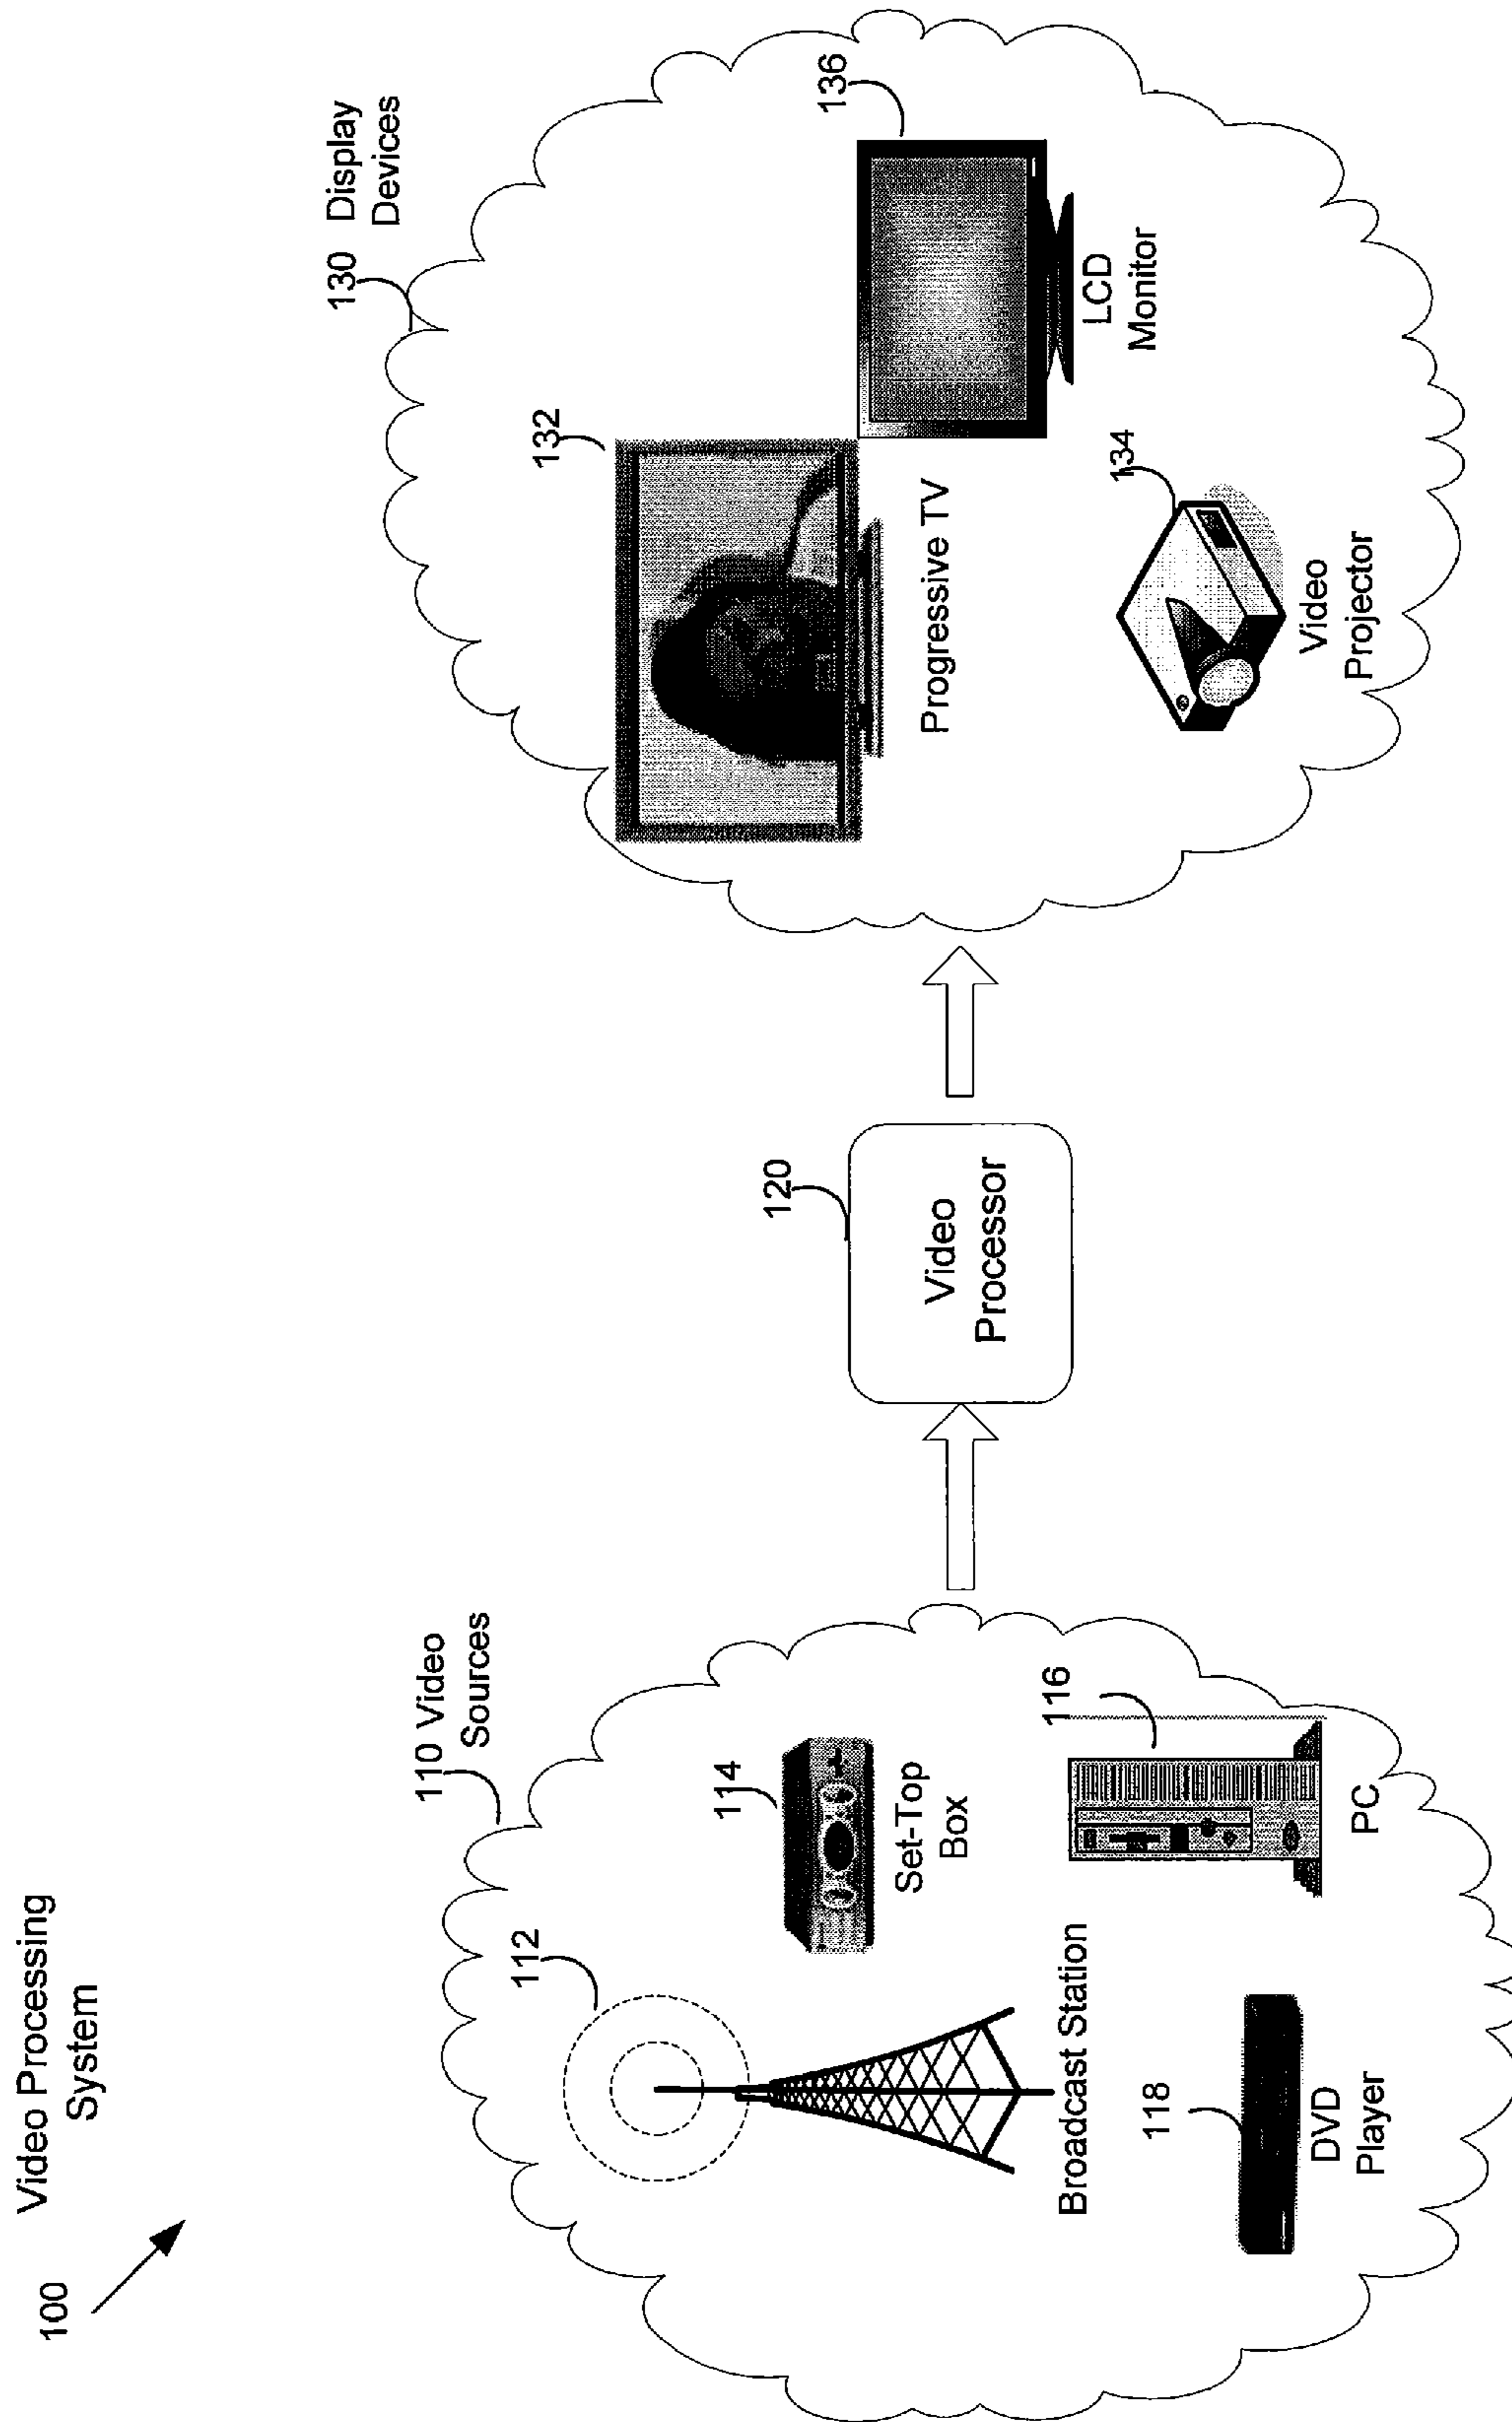 100
Video Processing
System
110 Video
Sources
112
Broadcast Station
114
Set-Top
Box
118
DVD
Player
116
PC
120
Video
Processor
130 Display
Devices
132
Progressive TV
136
LCD
Monitor
134
Video
Projector